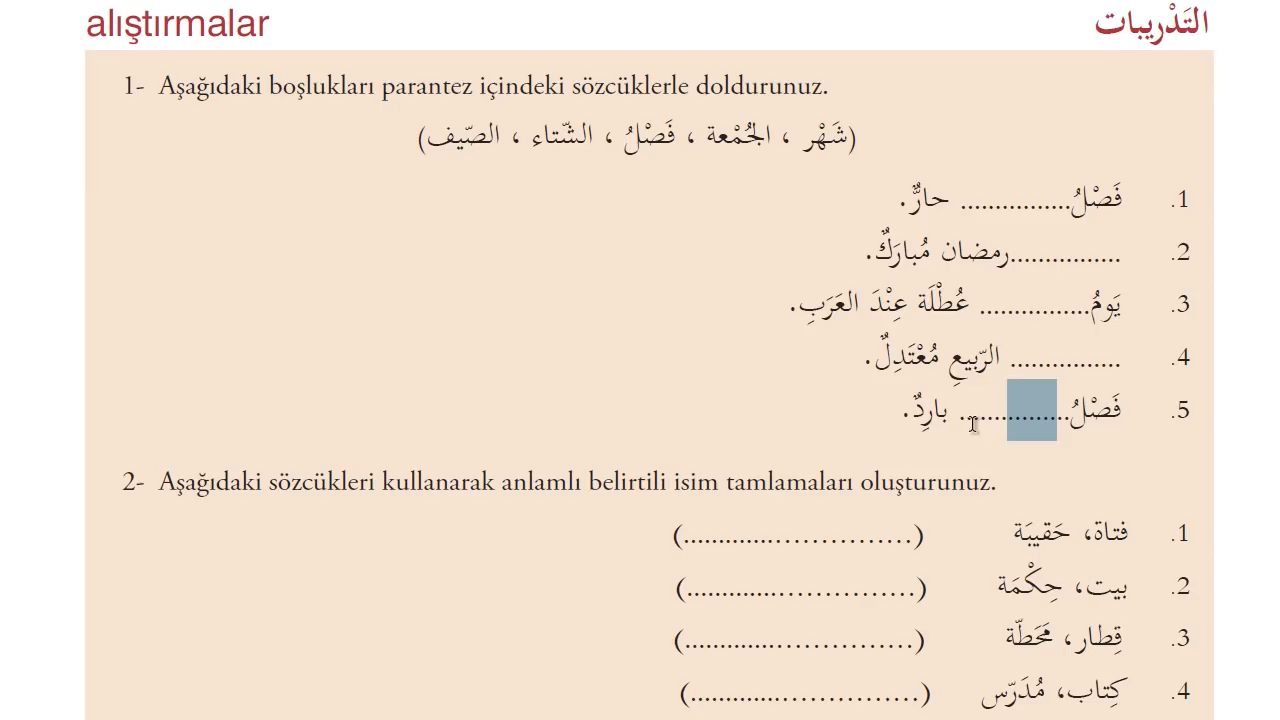 alıştırmalar التَدْريبات
1- Aşağıdaki boşlukları parantez içindeki sözcüklerle doldurunuz.
(شَهْر ، الجُمْعة ، فَصْلُ ، الشّتاء ، الصّيف)
1. فَصْلُ................ حارٌّ.
2. ................رمضان مُبارَكٌ.
3. يَومُ................ عُطْلَة عِنْدَ العَرَبِ.
4. ................ الرّبيعِ مُعْتَدِلٌ.
5. فَصْلُ................ بارِدٌ.
2- Aşağıdaki sözcükleri kullanarak anlamlı belirtili isim tamlamaları oluşturunuz.
1. فتاة، حَقيبَة (............................)
2. بيت، حِكْمَة (............................)
3. قِطار، مَحَطّة (............................)
4. كِتاب، مُدَرّس (............................)